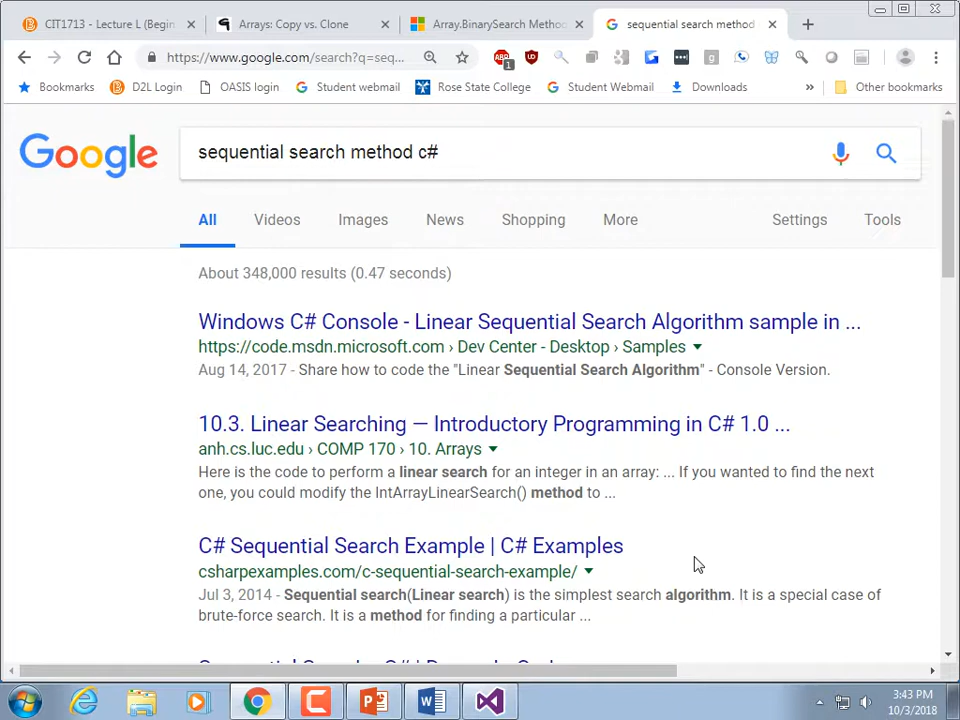 CIT1713 - Lecture L (Begin
Arrays: Copy vs. Clone
Array.BinarySearch Metho
sequential search method
https://www.google.com/search?q=seq...
ABP
1
g
Bookmarks
D2L Login
OASIS login
Student webmail
Rose State College
Student Webmail
Downloads
»
Other bookmarks
Google
sequential search method c#
All
Videos
Images
News
Shopping
More
Settings
Tools
About 348,000 results (0.47 seconds)
Windows C# Console - Linear Sequential Search Algorithm sample in ...
https://code.msdn.microsoft.com › Dev Center - Desktop › Samples
Aug 14, 2017 - Share how to code the "Linear Sequential Search Algorithm" - Console Version.
10.3. Linear Searching — Introductory Programming in C# 1.0 ...
anh.cs.luc.edu › COMP 170 › 10. Arrays
Here is the code to perform a linear search for an integer in an array: ... If you wanted to find the next
one, you could modify the IntArrayLinearSearch() method to ...
C# Sequential Search Example | C# Examples
csharpexamples.com/c-sequential-search-example/
Jul 3, 2014 - Sequential search(Linear search) is the simplest search algorithm. It is a special case of
brute-force search. It is a method for finding a particular ...
3:43 PM
10/3/2018